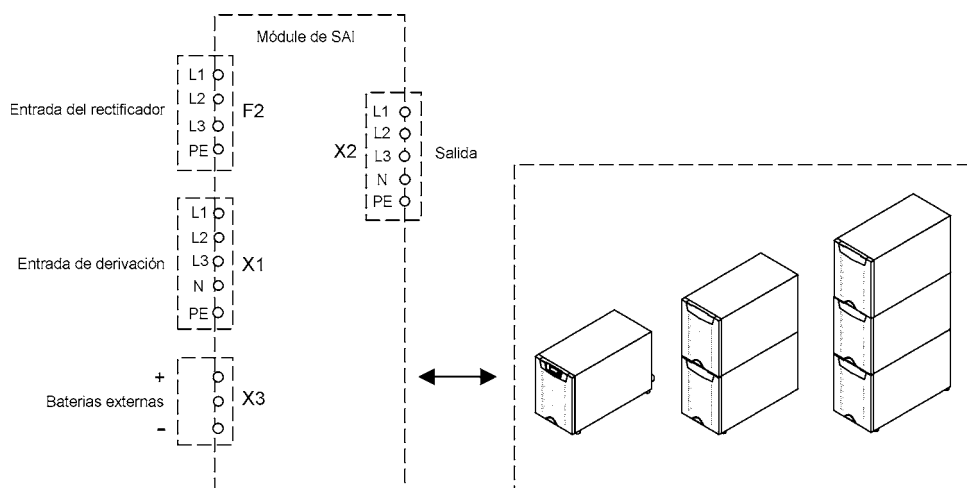 Módule de SAI
Entrada del rectificador
L1
L2
L3
PE
F2
X2
L1
L2
L3
N
PE
Salida
Entrada de derivación
L1
L2
L3
N
PE
X1
+
Baterias externas
-
X3